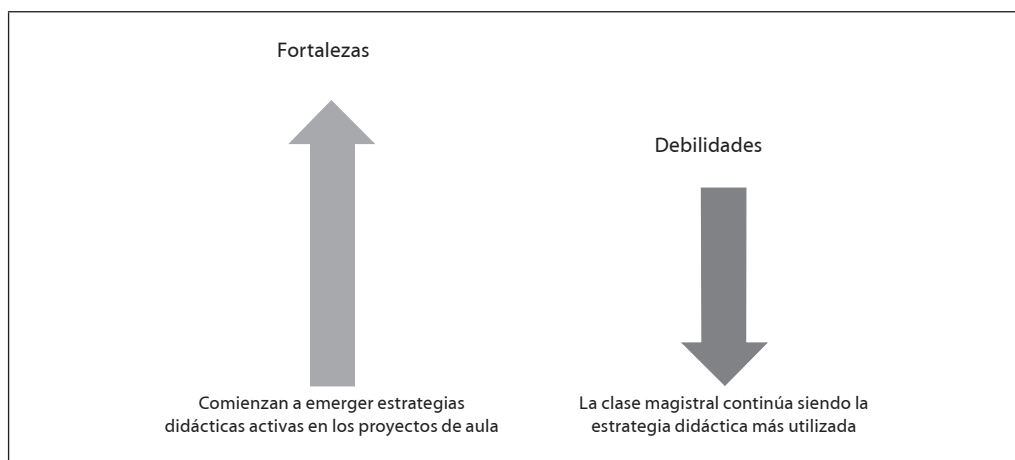 Fortalezas
Debilidades
Comienzan a emerger estrategias
didácticas activas en los proyectos de aula
La clase magistral continúa siendo la
estrategia didáctica más utilizada